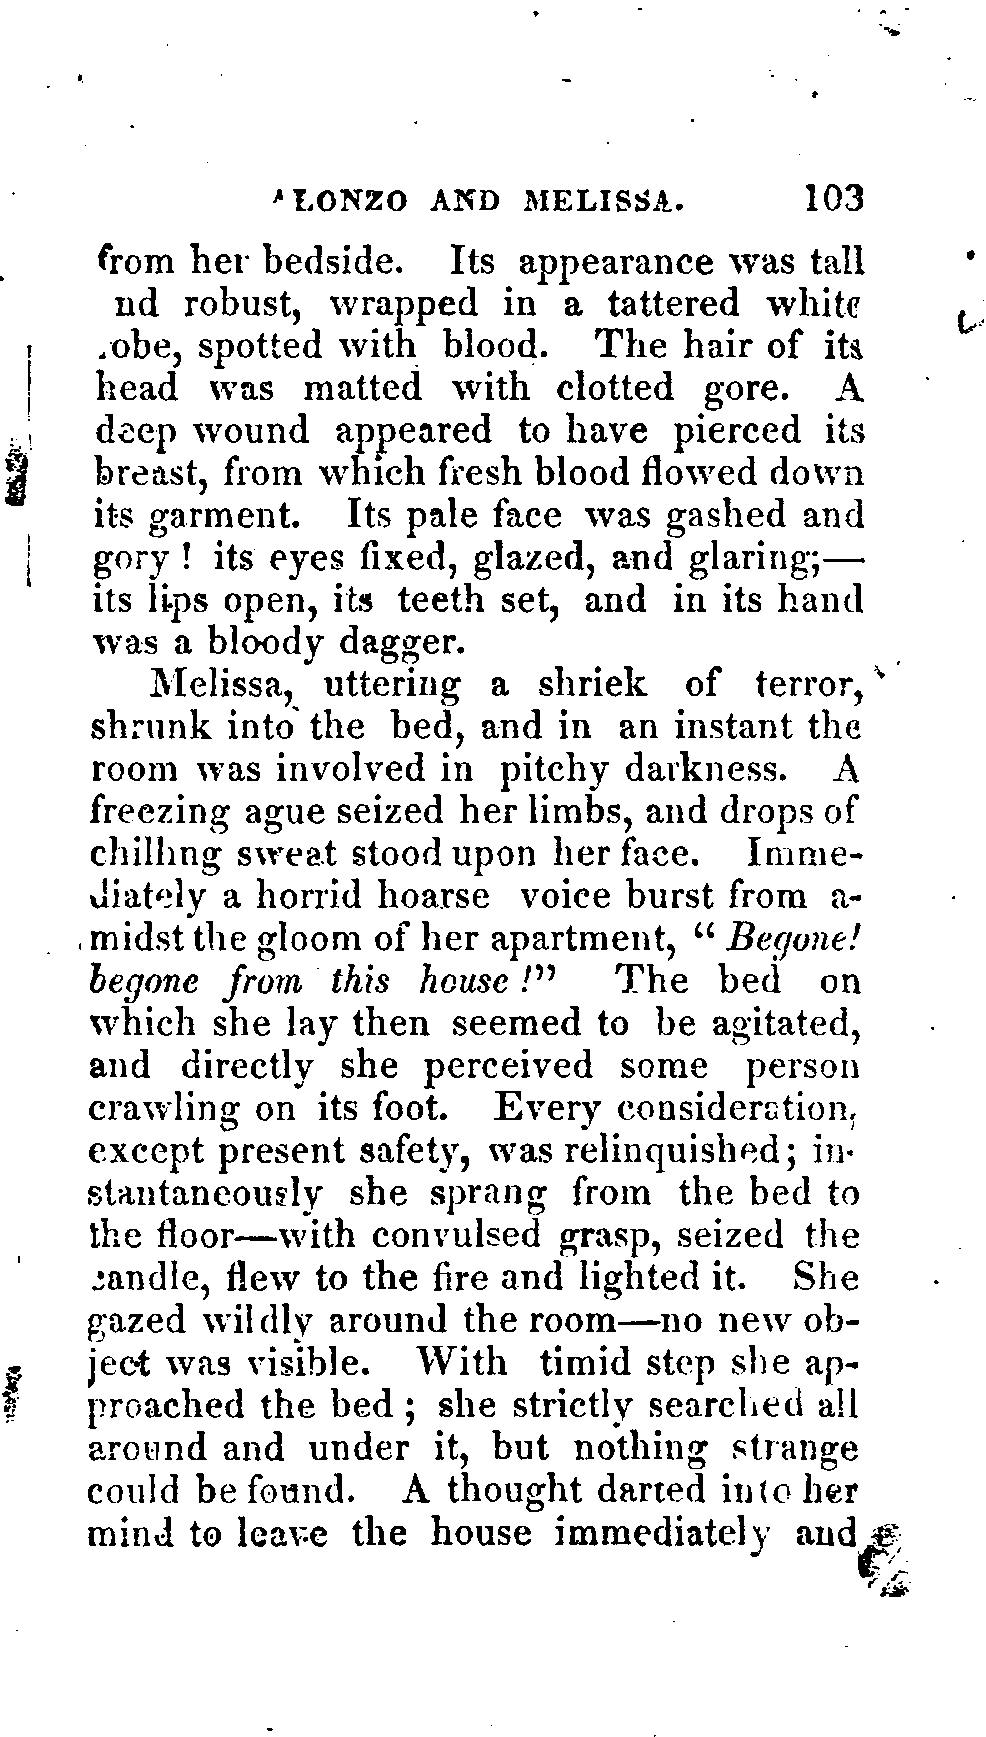 ALONZO AND MELISSA. 103
from her bedside. Its appearance was tall
nd robust, wrapped in a tattered white
robe, spotted with blood. The hair of its
head was matted with clotted gore. A
deep wound appeared to have pierced its
breast, from which fresh blood flowed down
its garment. Its pale face was gashed and
gory! its eyes fixed, glazed, and glaring;—
its lips open, its teeth set, and in its hand
was a bloody dagger.
Melissa, uttering a shriek of terror,
shrunk into the bed, and in an instant the
room was involved in pitchy darkness. A
freezing ague seized her limbs, and drops of
chilling sweat stood upon her face. Imme-
diately a horrid hoarse voice burst from a-
midst the gloom of her apartment, "Begone!
begone from this house!" The bed on
which she lay then seemed to be agitated,
and directly she perceived some person
crawling on its foot. Every consideration,
except present safety, was relinquished; in-
stantaneously she sprang from the bed to
the floor—with convulsed grasp, seized the
candle, flew to the fire and lighted it. She
gazed wildly around the room—no new ob-
ject was visible. With timid step she ap-
proached the bed; she strictly searched all
around and under it, but nothing strange
could be found. A thought darted into her
mind to leave the house immediately and